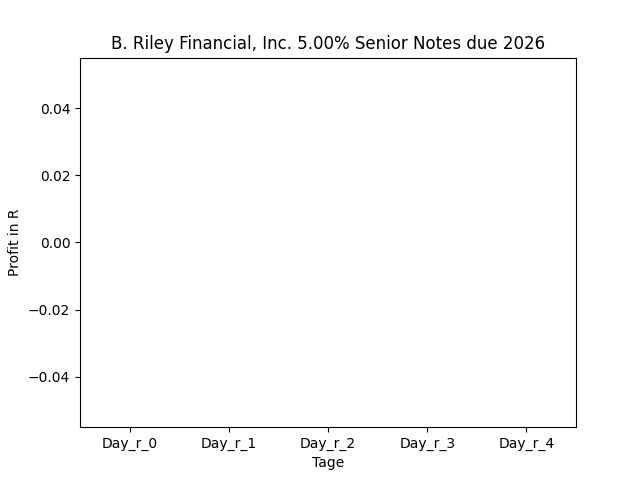 B. Riley Financial, Inc. 5.00% Senior Notes due 2026
Profit in R
0.04
0.02
0.00
−0.02
−0.04
Day_r_0 Day_r_1 Day_r_2 Day_r_3 Day_r_4
Tage